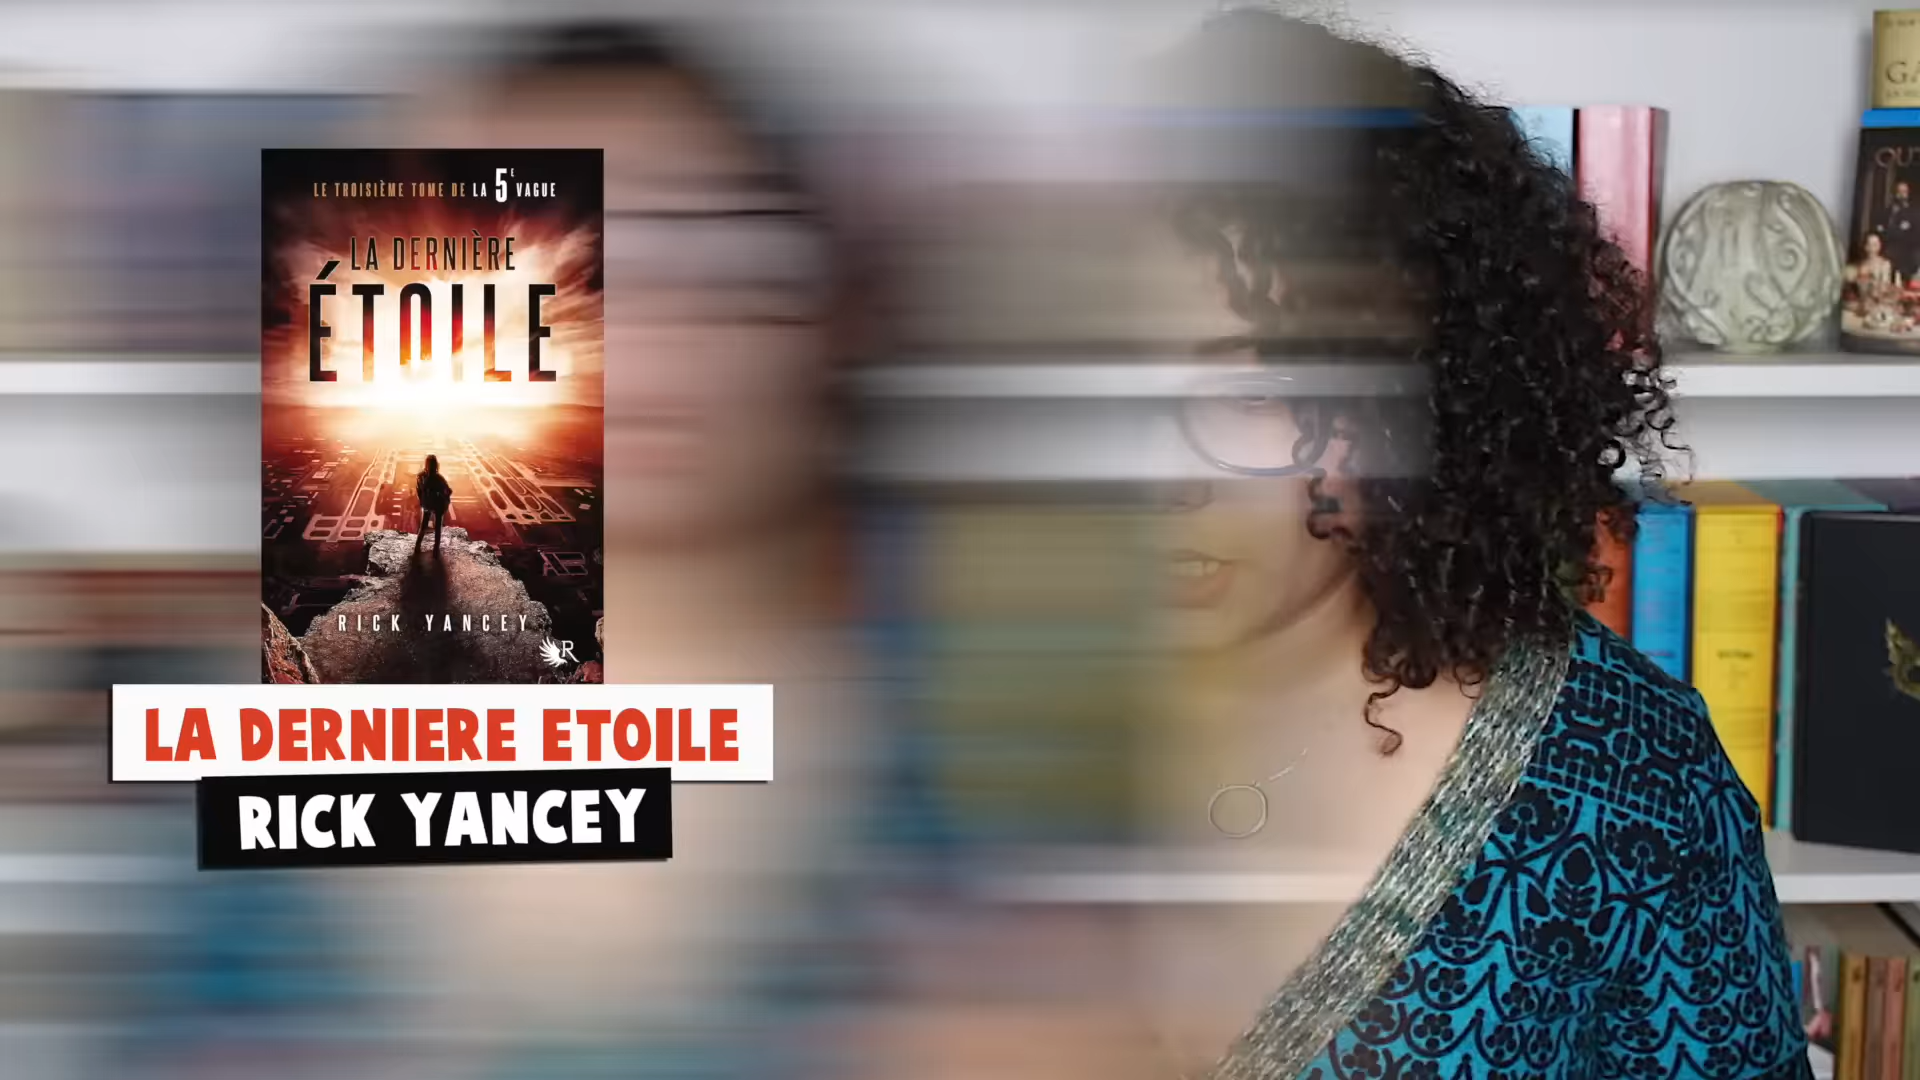 LE TROISIÈME TOME DE LA 5E VAGUE
LA DERNIÈRE
ÉTOILE
RICK YANCEY
R
LA DERNIERE ETOILE
RICK YANCEY